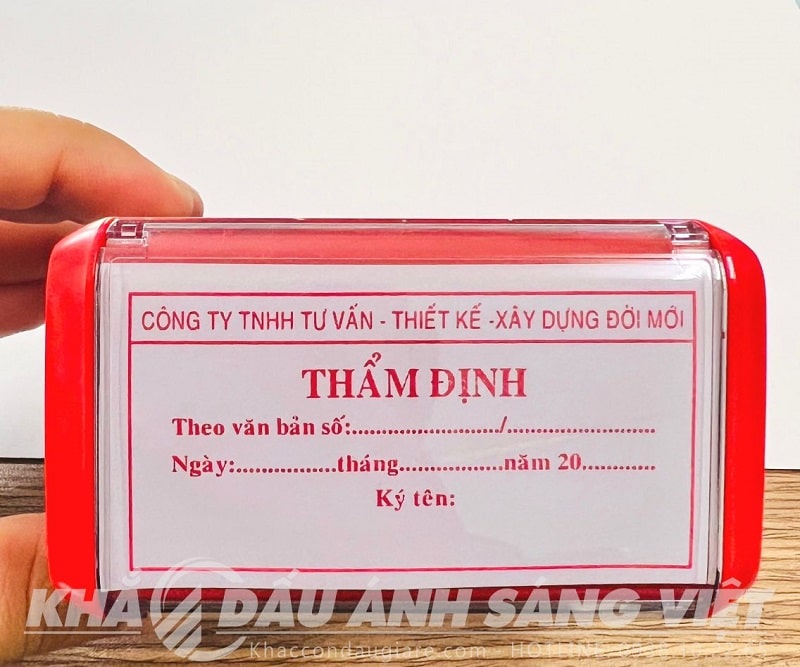 CÔNG TY TNHH TƯ VẤN - THIẾT KẾ -XÂY DỰNG ĐỜI MỚI
THẨM ĐỊNH
Theo văn bản số:........................./.........................
Ngày:.................tháng..................năm 20.............
Ký tên:
KHẮC DẤU ÁNH SÁNG VIỆT
Khaccondaugiare.com - HOTLINE: